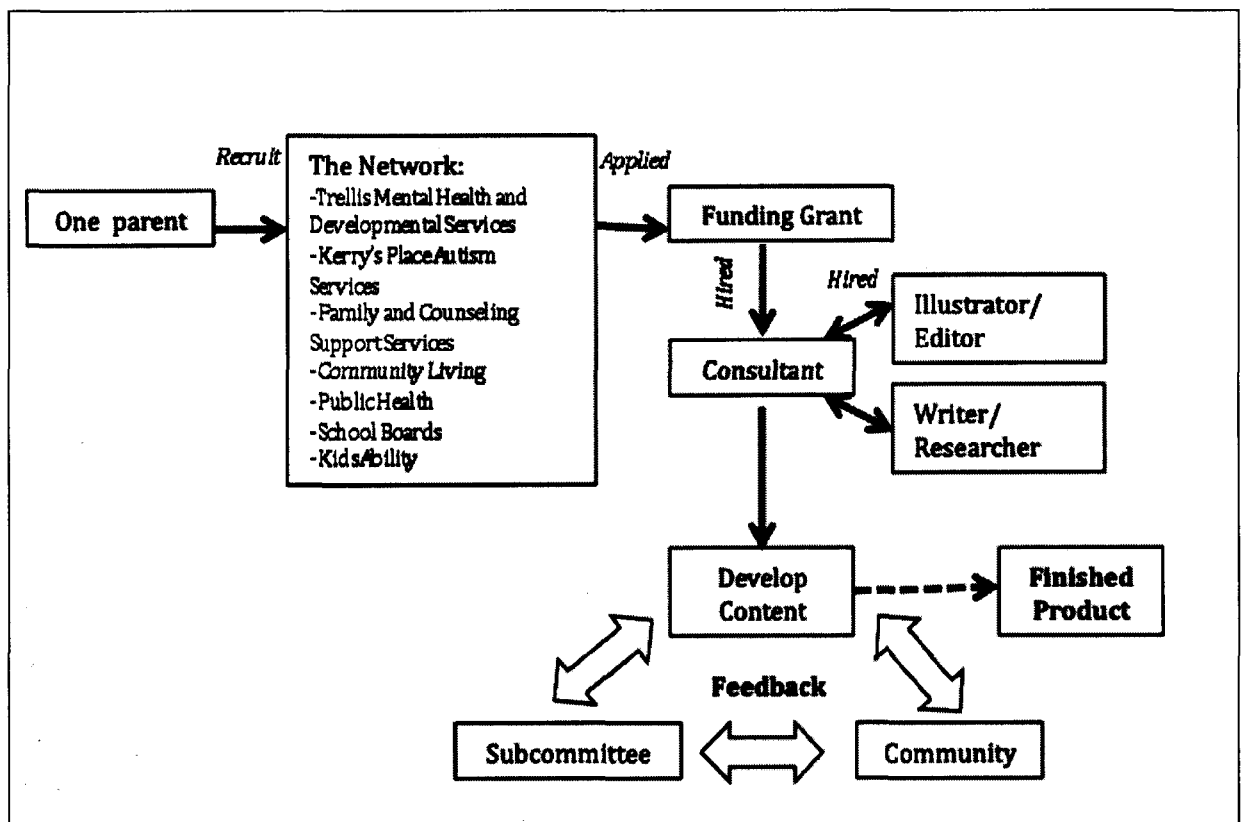 Recruit
One parent
The Network:
-Trellis Mental Health and
Developmental Services
-Kerry's Place Autism
Services
-Family and Counseling
Support Services
-Community Living
-Public Health
-School Boards
-KidsAbility
Applied
Funding Grant
Hired
Hired
Illustrator/
Editor
Consultant
Writer/
Researcher
Develop
Content
Finished
Product
Feedback
Subcommittee
Community